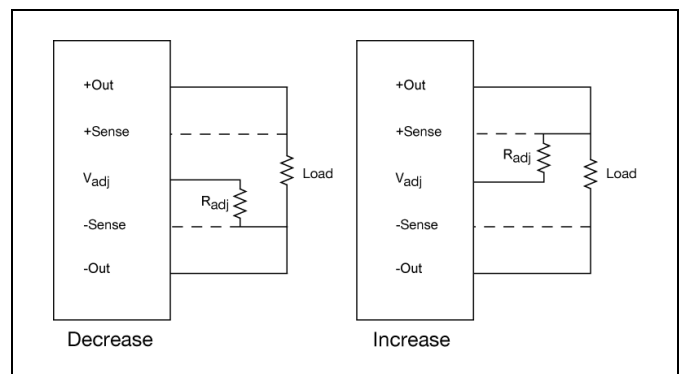 +Out
+Sense
Vadj
-Sense
-Out
Radj
Load
Decrease
+Out
+Sense
Vadj
-Sense
-Out
Radj
Load
Increase